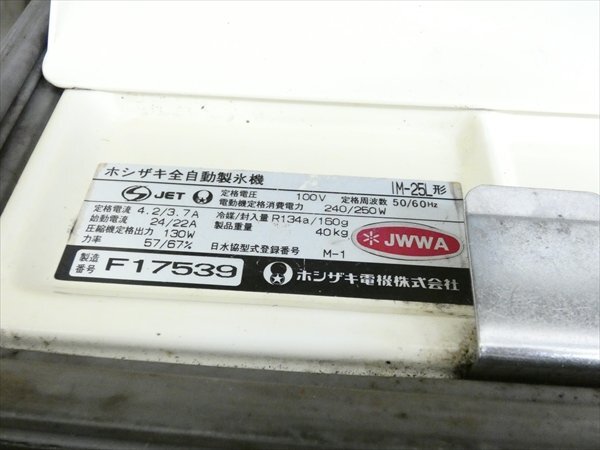 ホシザキ全自動製氷機 IM-25L形
JET 定格電圧 100V 定格周波数 50/60Hz
電動機定格消費電力 240/250W
定格電流 4.2/3.7A 冷媒/封入量 R134a/150g
始動電流 24/22A 製品重量 40kg
圧縮機定格出力 130W
力率 57/67% 日水協型式登録番号 M-1
JWWA
製造番号 F17539 ホシザキ電機株式会社